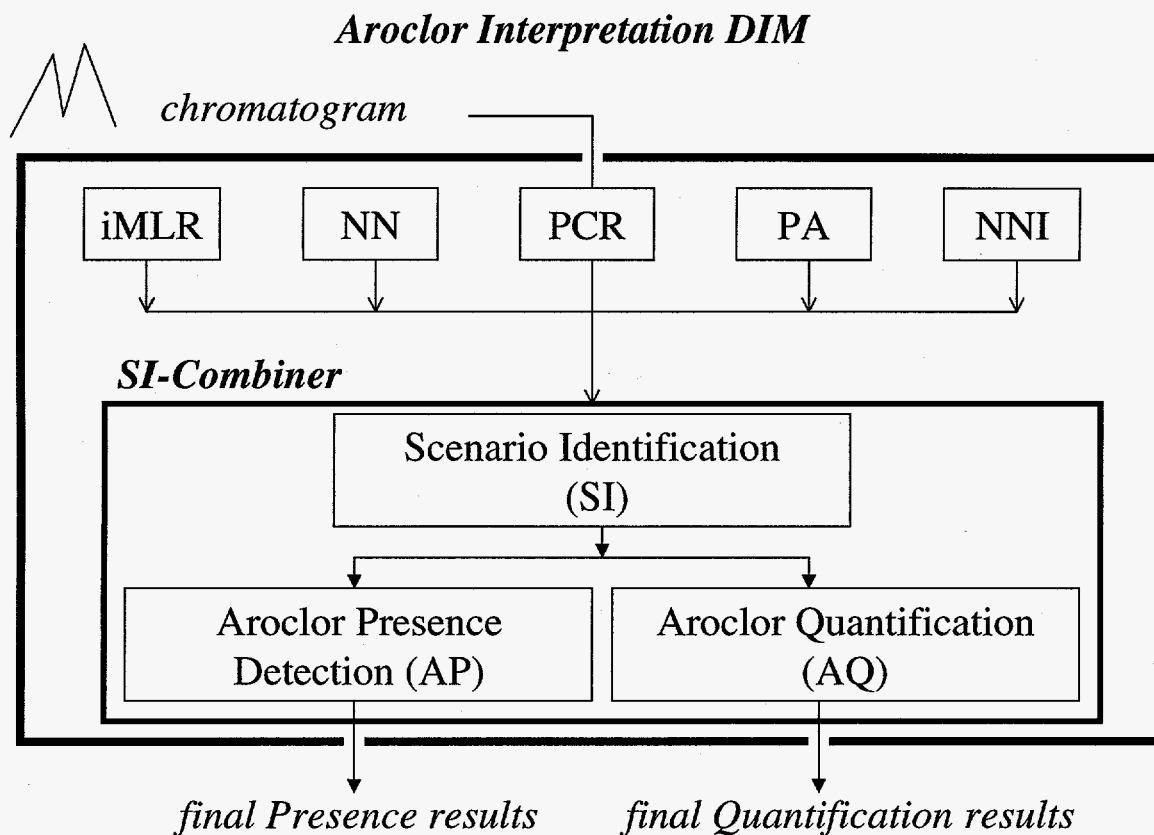 Aroclor Interpretation DIM
chromatogram
iMLR
NN
PCR
PA
NNI
SI-Combiner
Scenario Identification
(SI)
Aroclor Presence
Detection (AP)
Aroclor Quantification
(AQ)
final Presence results
final Quantification results